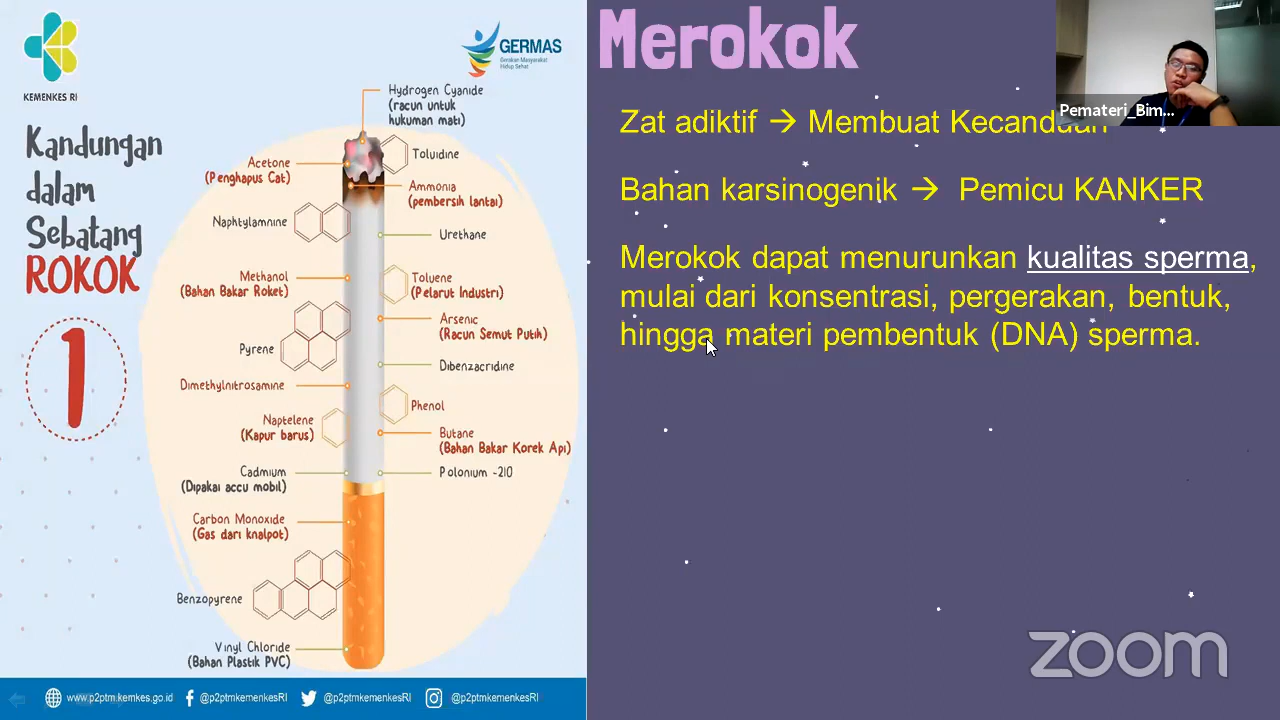 KEMENKES RI
GERMAS
Gerakan Masyarakat
Hidup Sehat
Kandungan
dalam
Sebatang
ROKOK
1
Hydrogen Cyanide
(racun untuk
hukuman mati)
Acetone
(Penghapus Cat)
Toluidine
Ammonia
(pembersih lantai)
Naphtylamnine
Urethane
Methanol
(Bahan Bakar Roket)
Toluene
(Pelarut Industri)
Arsenic
(Racun Semut Putih)
Pyrene
Dibenzacridine
Dimethylnitrosamine
Phenol
Naptelene
(Kapur barus)
Butane
(Bahan Bakar Korek Api)
Cadmium
(Dipakai accu mobil)
Polonium -210
Carbon Monoxide
(Gas dari knalpot)
Benzopyrene
Vinyl Chloride
(Bahan Plastik PVC)
www.p2ptm.kemkes.go.id @p2ptmkemenkesRI @p2ptmkemenkesRI @p2ptmkemenkesRI
Merokok
Pemateri_Bim...
Zat adiktif → Membuat Kecanduan
Bahan karsinogenik → Pemicu KANKER
Merokok dapat menurunkan kualitas sperma,
mulai dari konsentrasi, pergerakan, bentuk,
hingga materi pembentuk (DNA) sperma.
zoom